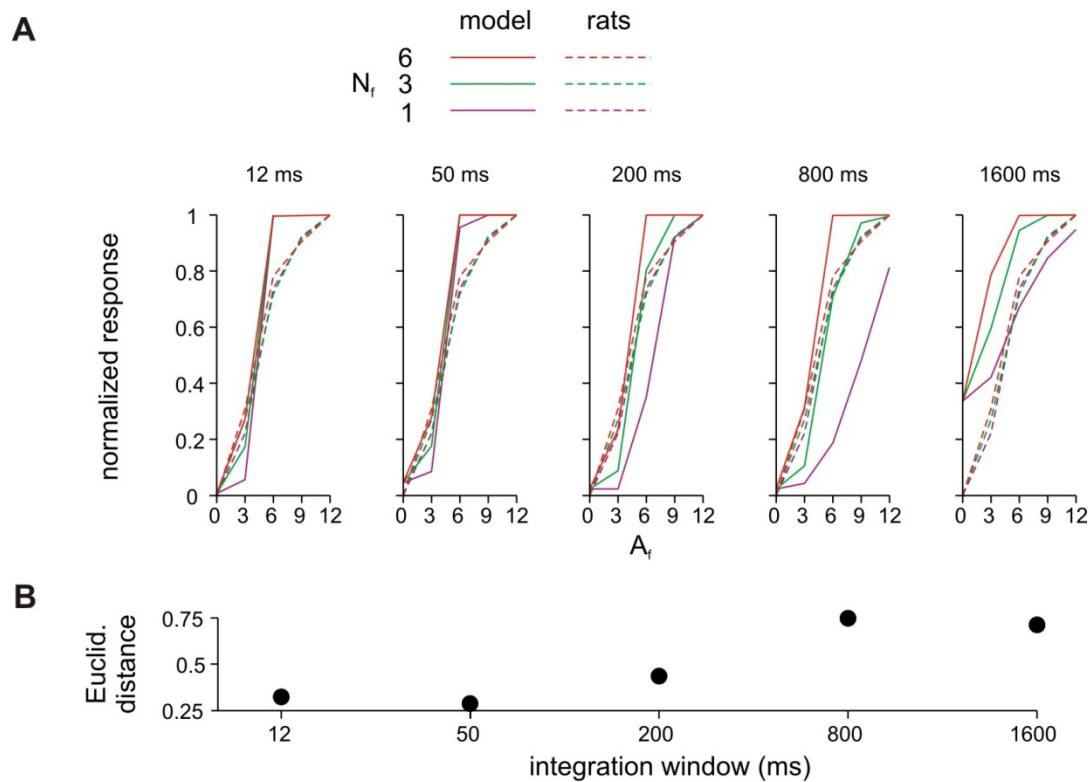 A
model rats
6
N_f 3
1
12 ms 50 ms 200 ms 800 ms 1600 ms
normalized response
1
0.8
0.6
0.4
0.2
0
0 3 6 9 12 0 3 6 9 12 0 3 6 9 12 0 3 6 9 12 0 3 6 9 12
A_f
B
Euclid.
distance
0.75
0.5
0.25
12 50 200 800 1600
integration window (ms)